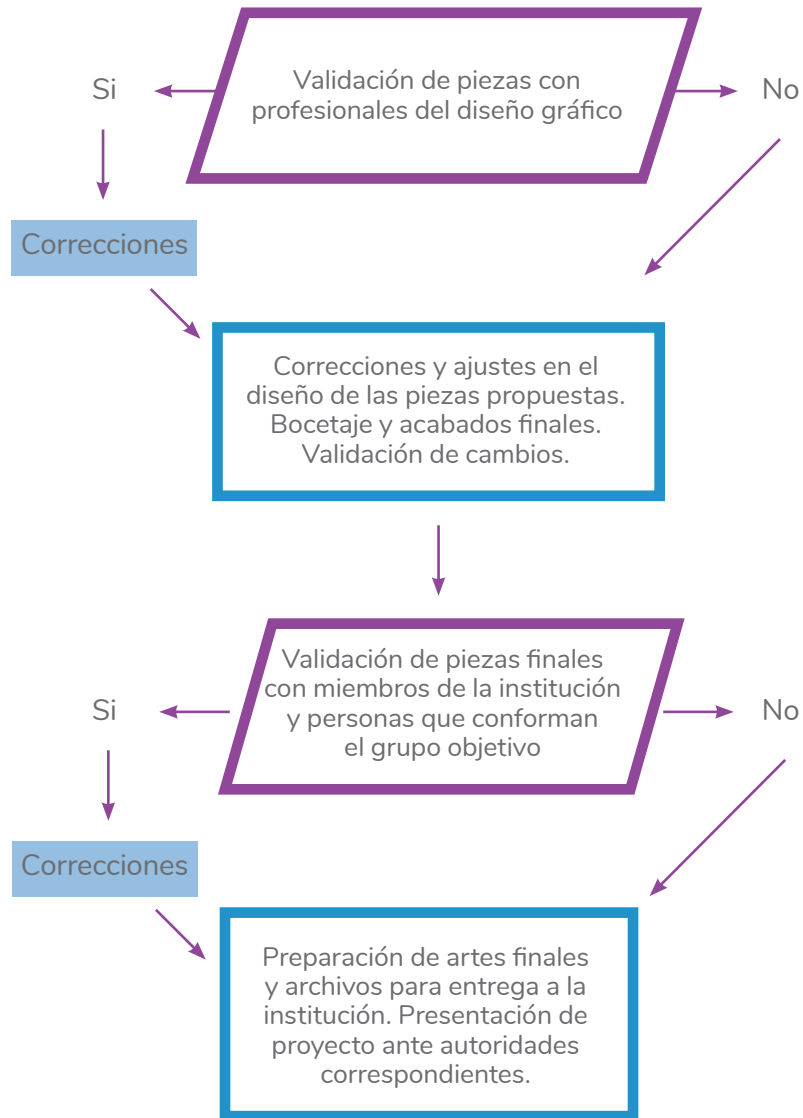 Validación de piezas con
profesionales del diseño gráfico
Si
No
Correcciones
Correcciones y ajustes en el
diseño de las piezas propuestas.
Bocetaje y acabados finales.
Validación de cambios.
Validación de piezas finales
con miembros de la institución
y personas que conforman
el grupo objetivo
Si
No
Correcciones
Preparación de artes finales
y archivos para entrega a la
institución. Presentación de
proyecto ante autoridades
correspondientes.